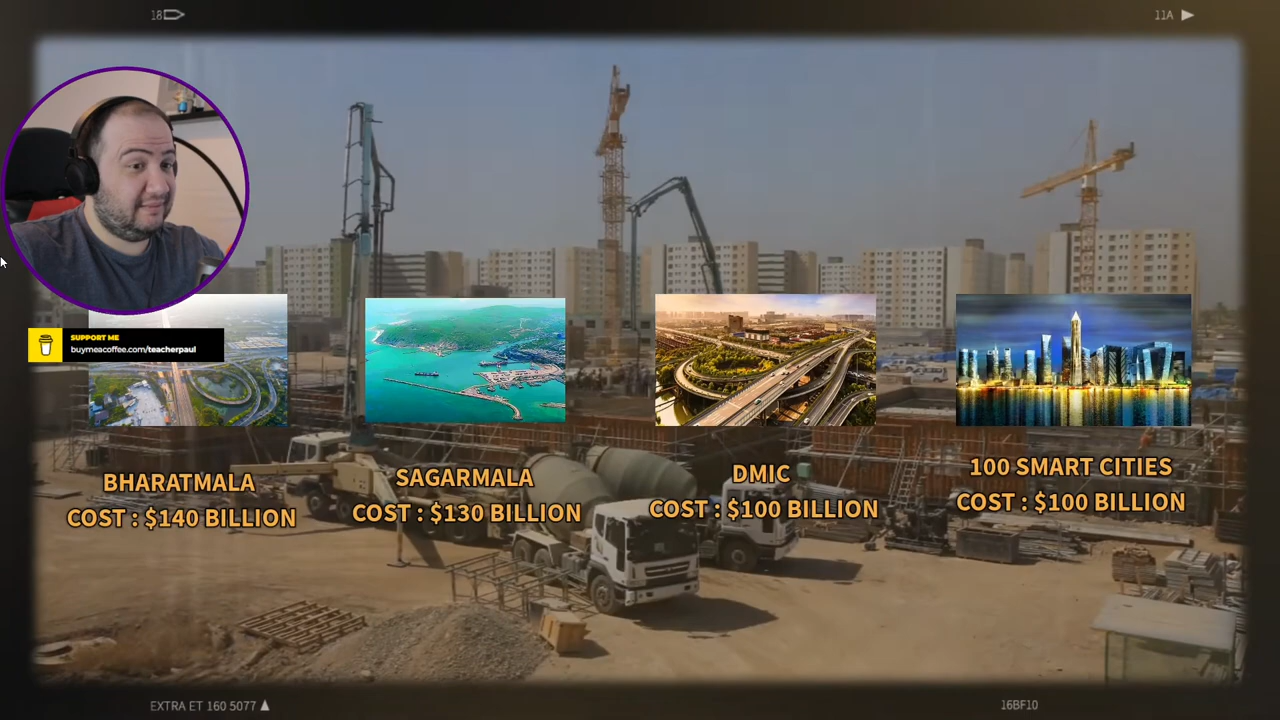 18
11A
SUPPORT ME
buymeacoffee.com/teacherpaul
BHARATMALA
COST : $140 BILLION
SAGARMALA
COST : $130 BILLION
DMIC
COST : $100 BILLION
100 SMART CITIES
COST : $100 BILLION
EXTRA ET 160 5077
16BF10